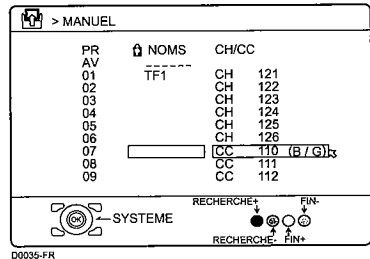 > MANUEL
PR NOMS CH/CC
AV ------
01 TF1 CH 121
02 CH 122
03 CH 123
04 CH 124
05 CH 125
06 CH 126
07 CC 110 (B / G)
08 CC 111
09 CC 112
RECHERCHE+ FIN-
OK SYSTEME
RECHERCHE- FIN+
D0035-FR